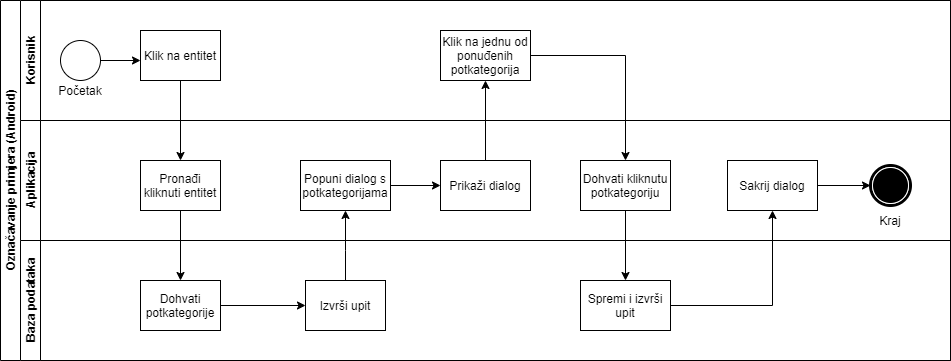 Označavanje primjera (Android)
Korisnik
Početak
Klik na entitet
Klik na jednu od
ponuđenih
potkategorija
Aplikacija
Pronađi
kliknuti entitet
Popuni dialog s
potkategorijama
Prikaži dialog
Dohvati kliknutu
potkategoriju
Sakrij dialog
Kraj
Baza podataka
Dohvati
potkategorije
Izvrši upit
Spremi i izvrši
upit